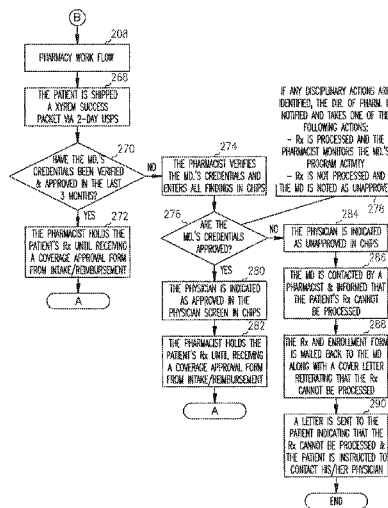 B
208
PHARMACY WORK FLOW
268
THE PATIENT IS SHIPPED
A XYREM SUCCESS
PACKET VIA 2-DAY USPS
270
HAVE THE MD.'S
CREDENTIALS BEEN VERIFIED
& APPROVED IN THE LAST
3 MONTHS?
NO
YES
272
THE PHARMACIST HOLDS THE
PATIENT'S Rx UNTIL RECEIVING
A COVERAGE APPROVAL FORM
FROM INTAKE/REIMBURSEMENT
A
274
THE PHARMACIST VERIFIES
THE MD.'S CREDENTIALS AND
ENTERS ALL FINDINGS IN CHIPS
276
ARE THE
MD.'S CREDENTIALS
APPROVED?
NO
YES
280
THE PHYSICIAN IS INDICATED
AS APPROVED IN THE
PHYSICIAN SCREEN IN CHIPS
282
THE PHARMACIST HOLDS THE
PATIENT'S Rx UNTIL RECEIVING
A COVERAGE APPROVAL FORM
FROM INTAKE/REIMBURSEMENT
A
IF ANY DISCIPLINARY ACTIONS ARE
IDENTIFIED, THE DIR. OF PHARM. I
NOTIFIED AND TAKES ONE OF THE
FOLLOWING ACTIONS:
- Rx IS PROCESSED AND THE
PHARMACIST MONITORS THE MD.'S
PROGRAM ACTIVITY
- Rx IS NOT PROCESSED AND
THE MD IS NOTED AS UNAPPROVE
278
284
THE PHYSICIAN IS INDICATED
AS UNAPPROVED IN CHIPS
286
THE MD IS CONTACTED BY A
PHARMACIST & INFORMED THAT
THE PATIENT'S Rx CANNOT
BE PROCESSED
288
THE Rx AND ENROLLMENT FORM
IS MAILED BACK TO THE MD
ALONG WITH A COVER LETTER
REITERATING THAT THE Rx
CANNOT BE PROCESSED
290
A LETTER IS SENT TO THE
PATIENT INDICATING THAT THE
Rx CANNOT BE PROCESSED &
THE PATIENT IS INSTRUCTED TO
CONTACT HIS/HER PHYSICIAN
END